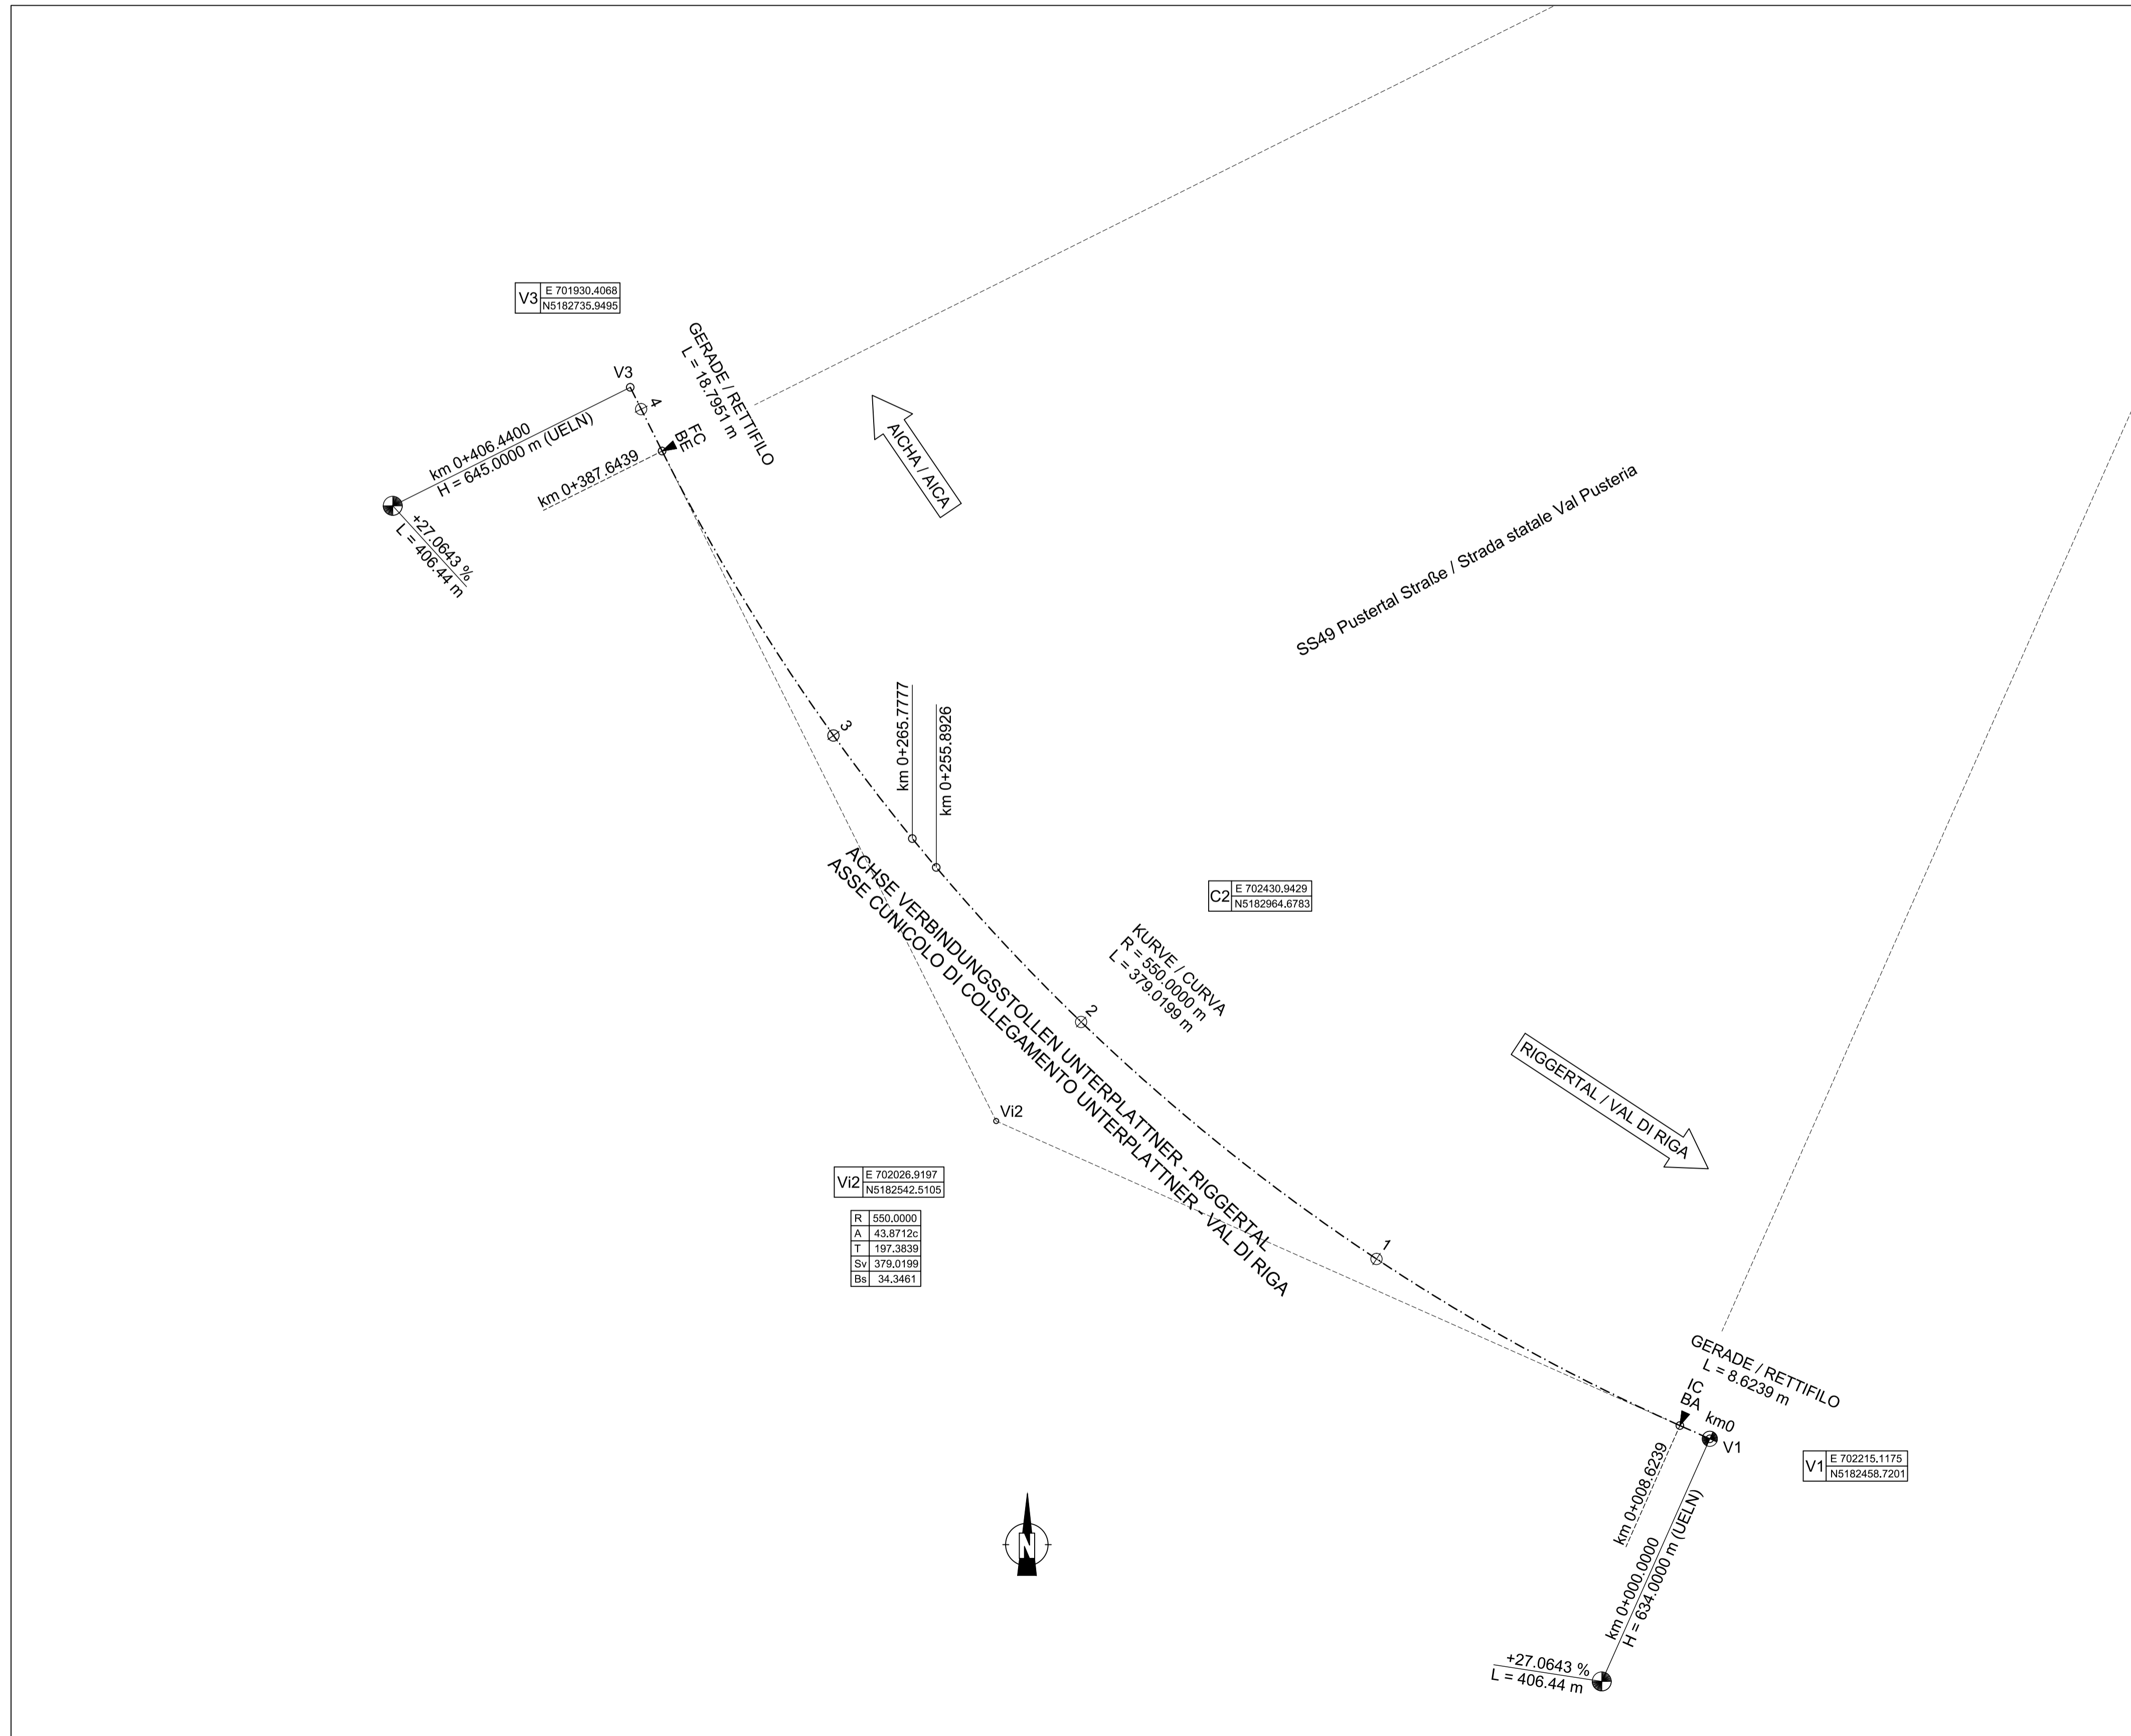 V3
E 701930.4068
N5182735.9495
V3
4
GERADE / RETTIFILO
L = 18.7951 m
FC
BE
km 0+406.4400
H = 645.0000 m (UELN)
km 0+387.6439
+27.0643 %
L = 406.44 m
AICHA / AICA
SS49 Pustertal Straße / Strada statale Val Pusteria
3
km 0+265.7777
km 0+255.8926
C2
E 702430.9429
N5182964.6783
KURVE / CURVA
R = 550.0000 m
L = 379.0199 m
2
ACHSE VERBINDUNGSSTOLLEN UNTERPLATTNER - RIGGERTAL
ASSE CUNICOLO DI COLLEGAMENTO UNTERPLATTNER - VAL DI RIGA
RIGGERTAL / VAL DI RIGA
Vi2
Vi2
E 702026.9197
N5182542.5105
R 550.0000
A 43.8712c
T 197.3839
Sv 379.0199
Bs 34.3461
1
GERADE / RETTIFILO
L = 8.6239 m
IC
BA
km0
V1
V1
E 702215.1175
N5182458.7201
km 0+008.6239
km 0+000.0000
H = 634.0000 m (UELN)
N
+27.0643 %
L = 406.44 m